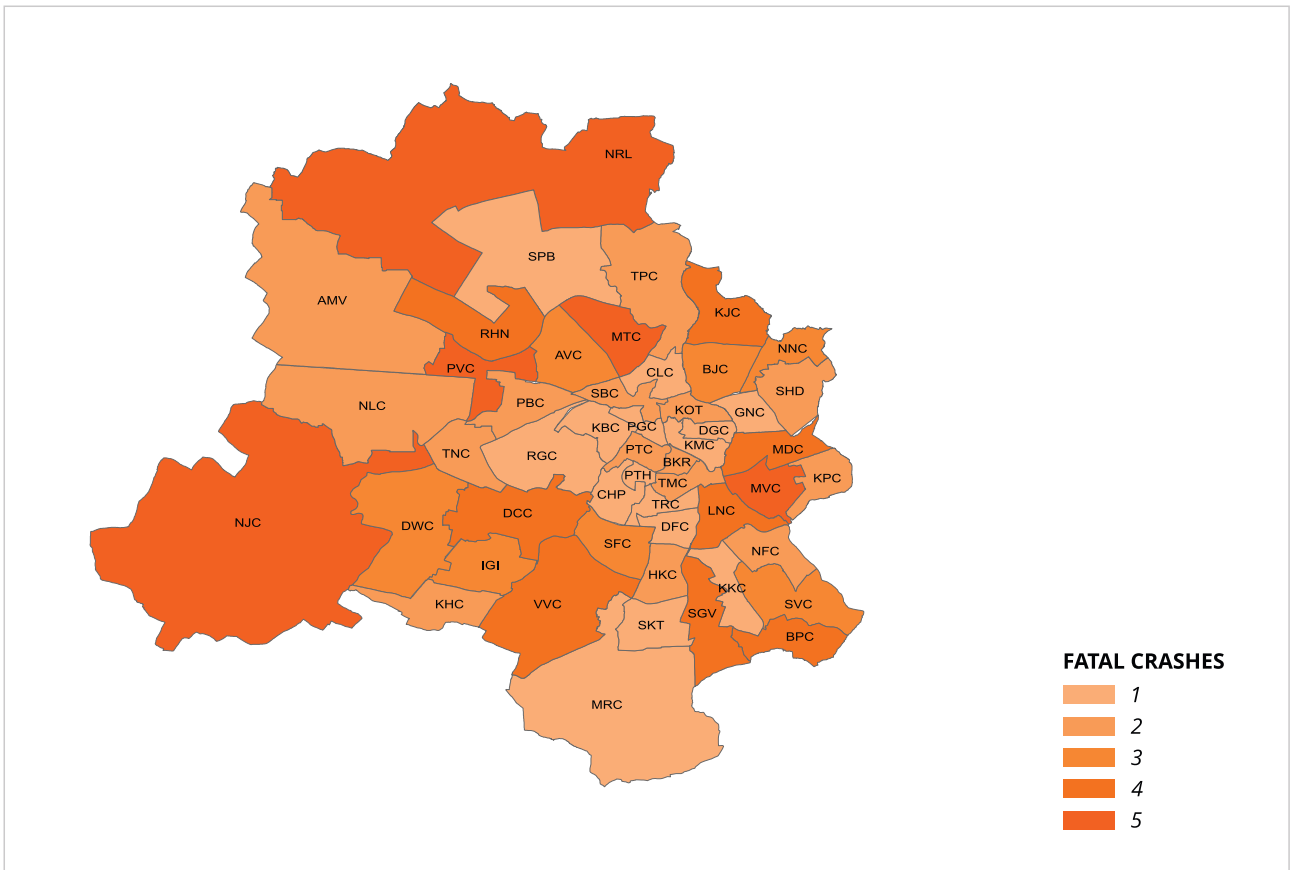 NRL
SPB
TPC
AMV
KJC
RHN
MTC
NNC
AVC
PVC
CLC
BJC
SHD
SBC
PBC
NLC
KOT
GNC
KBC
PGC
DGC
KMC
TNC
RGC
PTC
MDC
BKR
PTH
TMC
KPC
MVC
CHP
TRC
LNC
NJC
DCC
DWC
DFC
SFC
NFC
IGI
HKC
KKC
KHC
VVC
SGV
SVC
SKT
BPC
MRC
FATAL CRASHES
1
2
3
4
5